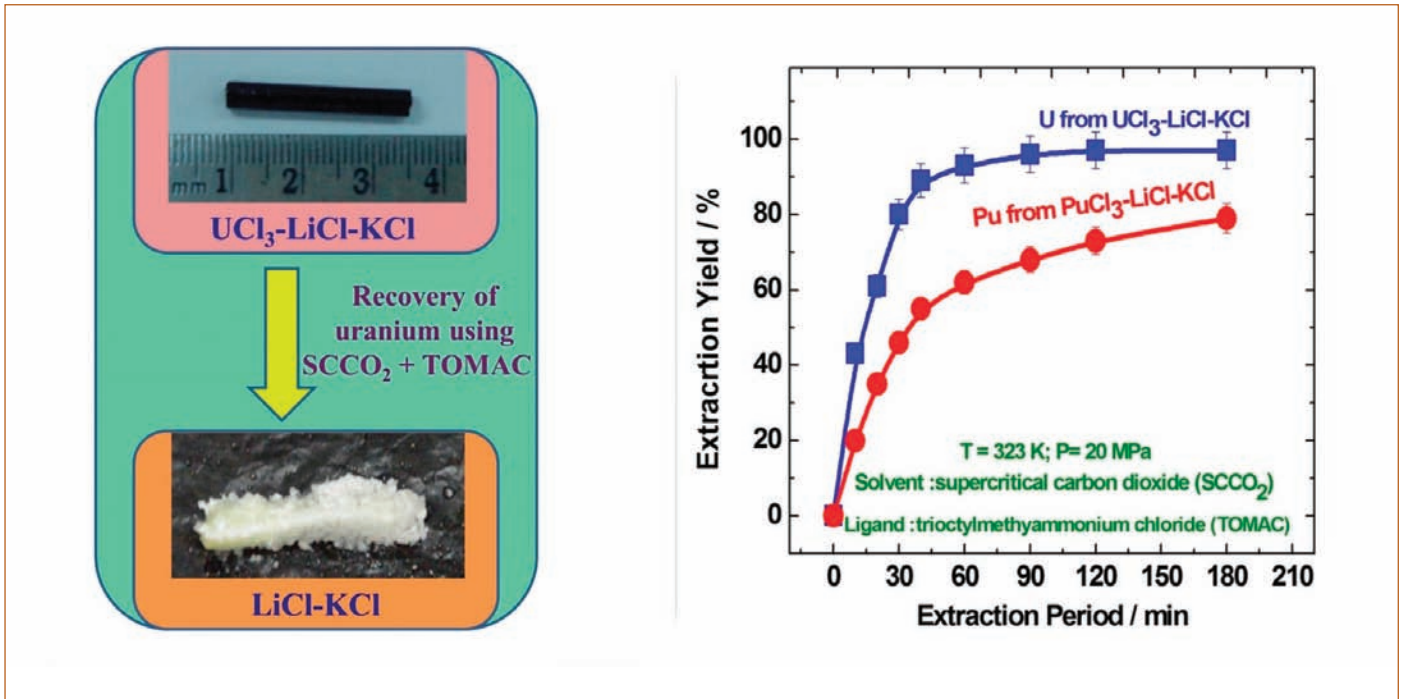 mm 1 2 3 4
UCl₃-LiCl-KCl
Recovery of
uranium using
SCCO₂ + TOMAC
LiCl-KCl
Extracrtion Yield / %
100
80
60
40
20
0
U from UCl₃-LiCl-KCl
Pu from PuCl₃-LiCl-KCl
T = 323 K; P= 20 MPa
Solvent :supercritical carbon dioxide (SCCO₂)
Ligand : trioctylmethyammonium chloride (TOMAC)
0 30 60 90 120 150 180 210
Extraction Period / min